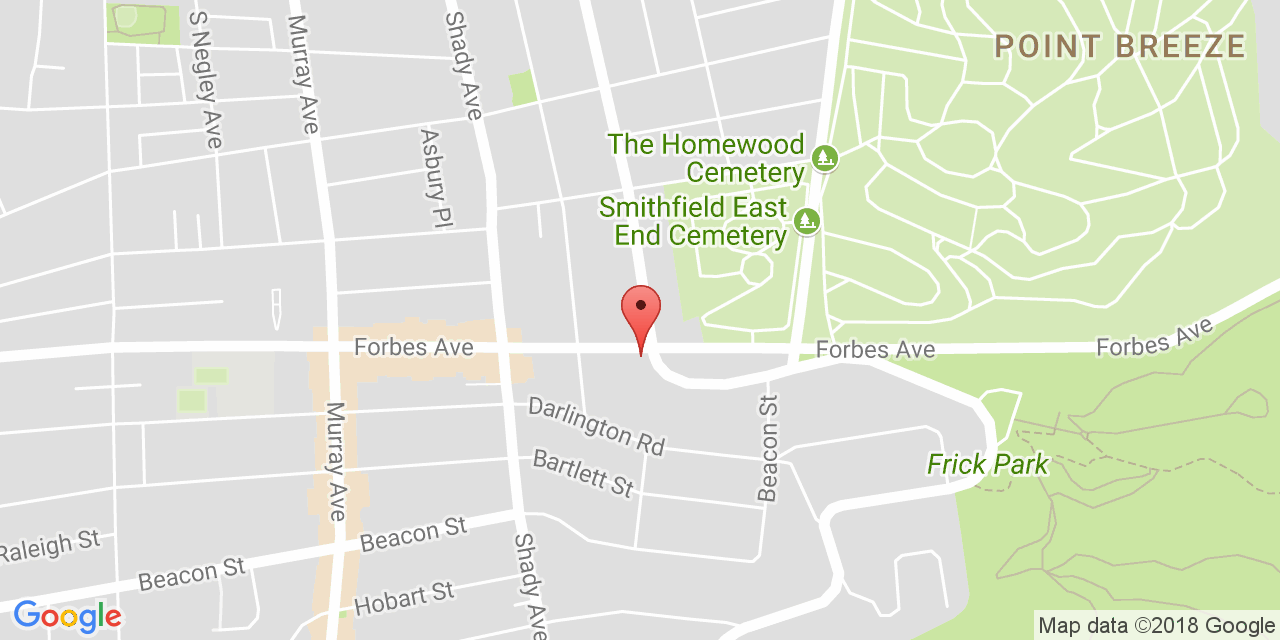 S Negley Ave
Murray Ave
Shady Ave
POINT BREEZE
Asbury Pl
The Homewood
Cemetery
Smithfield East
End Cemetery
Forbes Ave
Forbes Ave
Forbes Ave
Murray Ave
Darlington Rd
Beacon St
Bartlett St
Frick Park
Beacon St
Raleigh St
Beacon St
Shady Ave
Hobart St
Google
Map data ©2018 Google